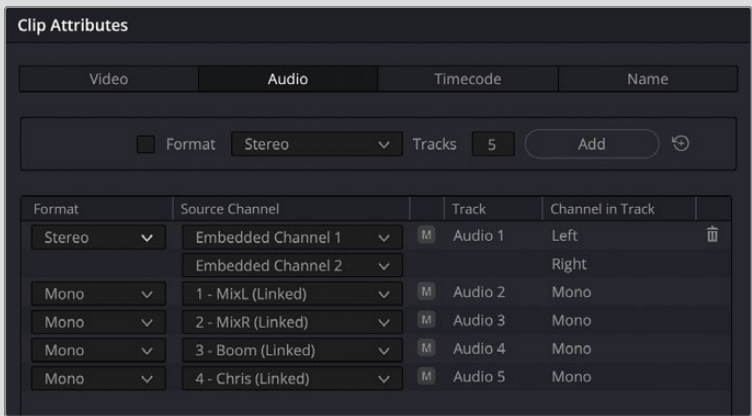 Clip Attributes
Video Audio Timecode Name
Format Stereo Tracks 5 Add
Format Source Channel Track Channel in Track
Stereo Embedded Channel 1 M Audio 1 Left
Embedded Channel 2 Right
Mono 1 - MixL (Linked) M Audio 2 Mono
Mono 2 - MixR (Linked) M Audio 3 Mono
Mono 3 - Boom (Linked) M Audio 4 Mono
Mono 4 - Chris (Linked) M Audio 5 Mono